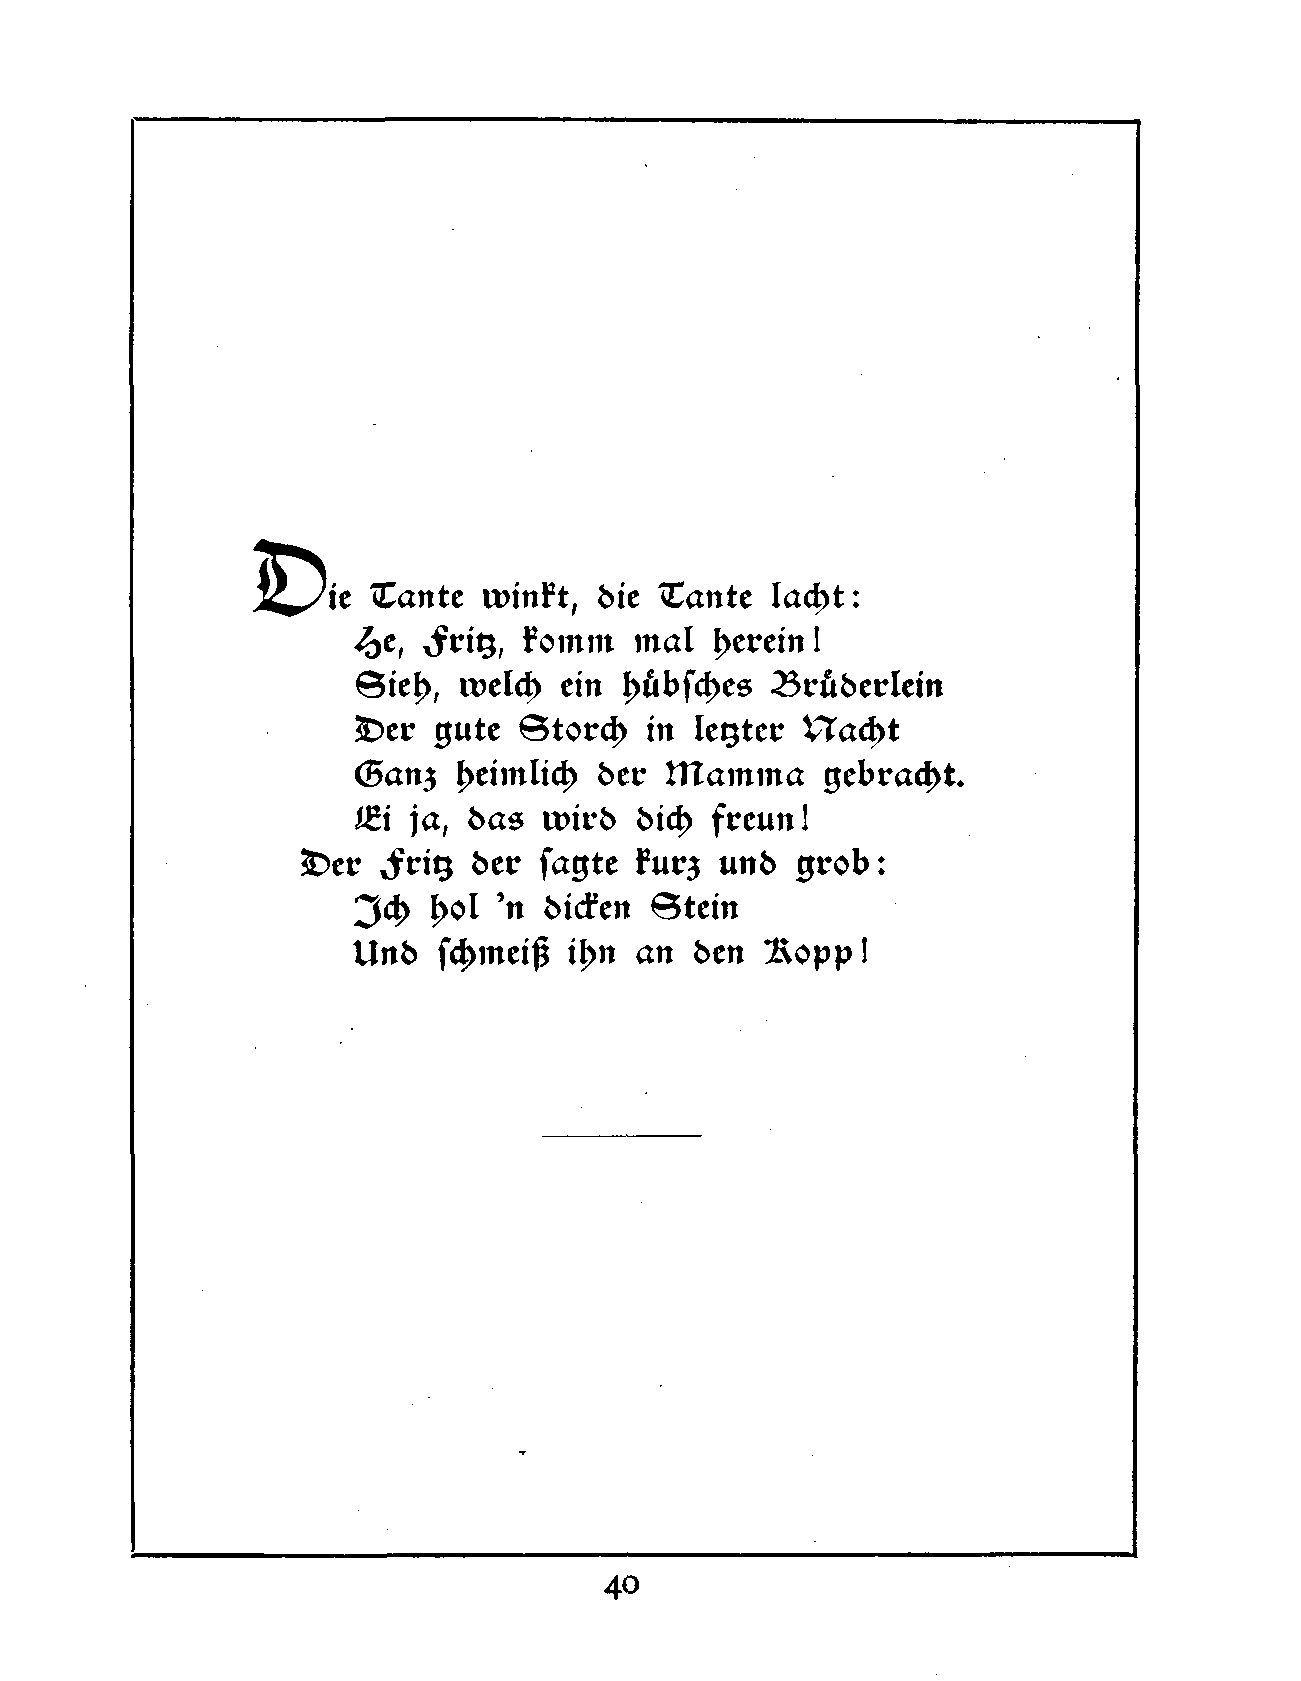 Die Tante winkt, die Tante lacht:
He, Fritz, komm mal herein!
Sieh, welch ein hübſches Brüderlein
Der gute Storch in letzter Nacht
Ganz heimlich der Mamma gebracht.
Ei ja, das wird dich freun!
Der Fritz der ſagte kurz und grob:
Ich hol 'n dicken Stein
Und ſchmeiß ihn an den Kopp!
40